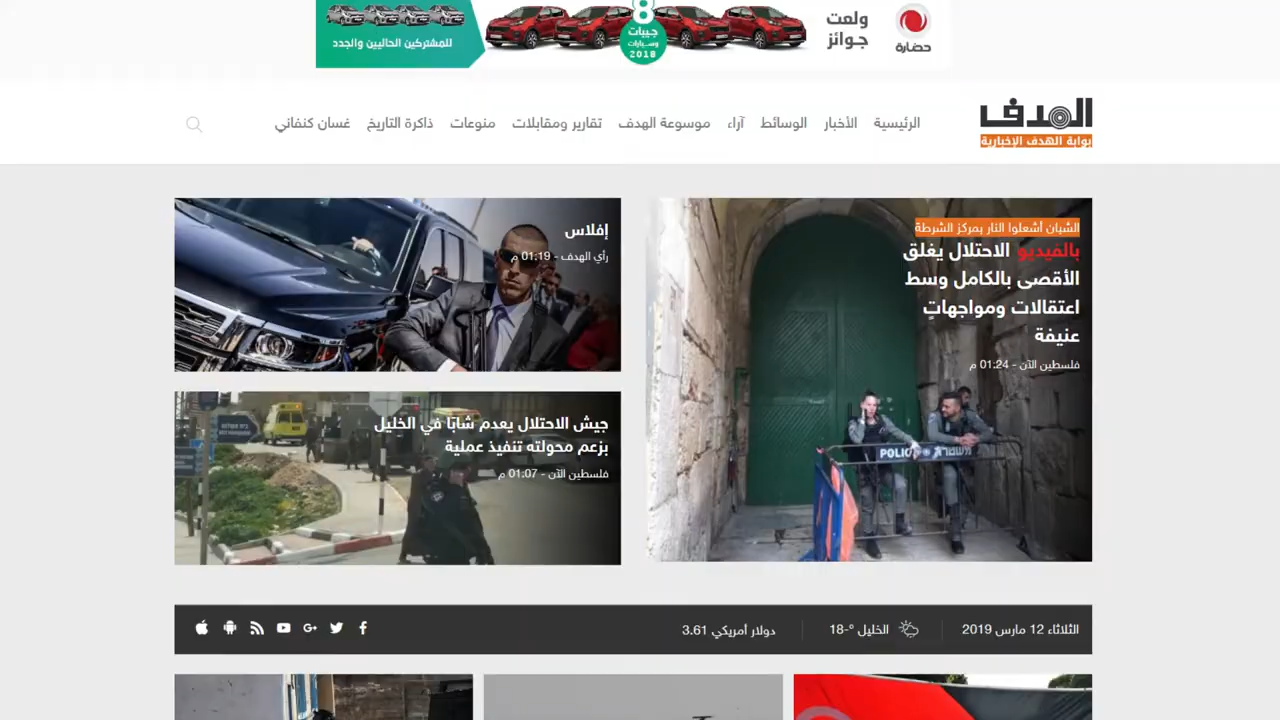 ولعت
جـوائز
حضارة
8
جيبات
وسيارات
2018
للمشتركين الحاليين والجدد
الهدف
بوابة الهدف الإخبارية
الرئيسية الأخبار الوسائط آراء موسوعة الهدف تقارير ومقابلات منوعات ذاكرة التاريخ غسان كنفاني
الشبان أشعلوا النار بمركز الشرطة
بالفيديو الاحتلال يغلق
الأقصى بالكامل وسط
اعتقالات ومواجهاتٍ
عنيفة
فلسطين الآن - 01:24 م
POLICE משטרה
إفلاس
رأي الهدف - 01:19 م
جيش الاحتلال يعدم شابًا في الخليل
بزعم محولته تنفيذ عملية
فلسطين الآن - 01:07 م
الثلاثاء 12 مارس 2019
الخليل °-18
دولار أمريكي 3.61